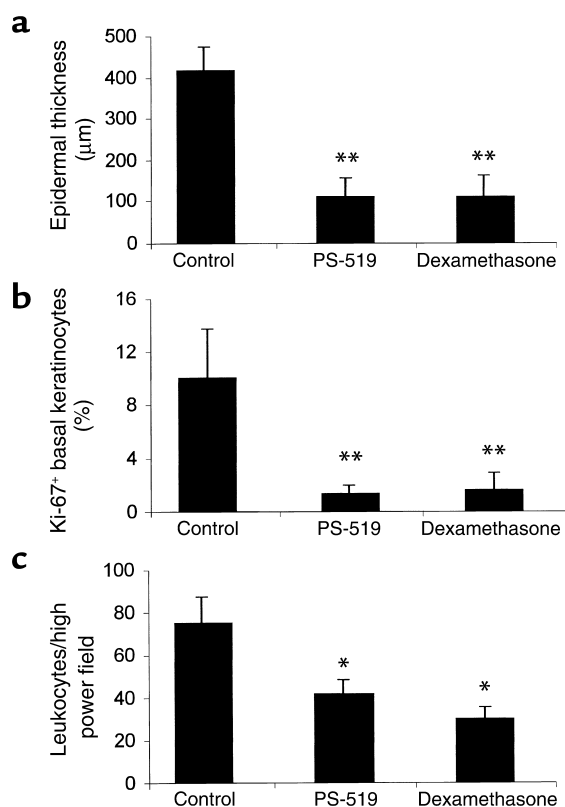 a
Epidermal thickness
(µm)
500
400
300
200
100
0
**
**
Control
PS-519
Dexamethasone
b
Ki-67⁺ basal keratinocytes
(%)
16
12
8
4
0
**
**
Control
PS-519
Dexamethasone
c
Leukocytes/high
power field
100
80
60
40
20
0
*
*
Control
PS-519
Dexamethasone